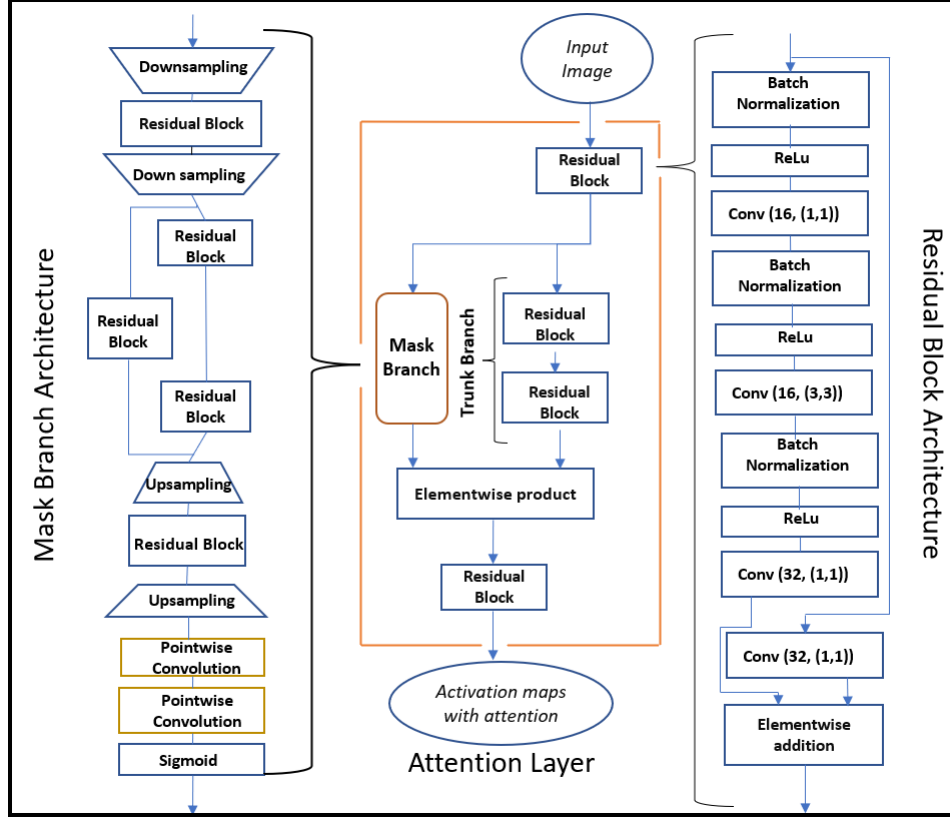 Mask Branch Architecture
Downsampling
Residual Block
Down sampling
Residual
Block
Residual
Block
Residual
Block
Upsampling
Residual Block
Upsampling
Pointwise
Convolution
Pointwise
Convolution
Sigmoid
Input
Image
Residual
Block
Mask
Branch
Trunk Branch
Residual
Block
Residual
Block
Elementwise product
Residual
Block
Activation maps
with attention
Attention Layer
Batch
Normalization
ReLu
Conv (16, (1,1))
Batch
Normalization
ReLu
Conv (16, (3,3))
Batch
Normalization
ReLu
Conv (32, (1,1))
Conv (32, (1,1))
Elementwise
addition
Residual Block Architecture